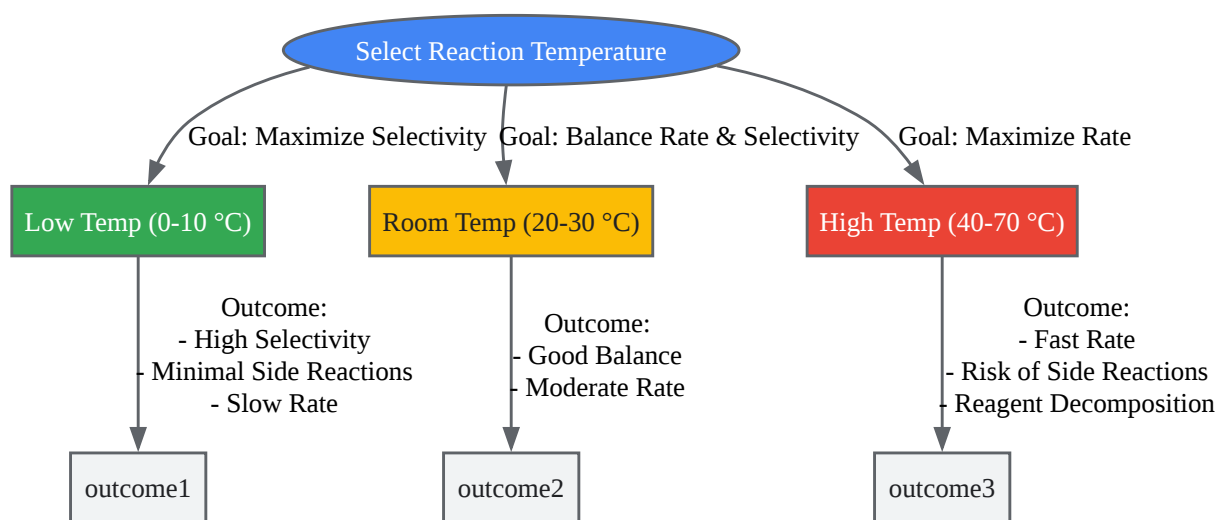 Select Reaction Temperature
Goal: Maximize Selectivity
Goal: Balance Rate & Selectivity
Goal: Maximize Rate
Low Temp (0-10 °C)
Room Temp (20-30 °C)
High Temp (40-70 °C)
Outcome:
- High Selectivity
- Minimal Side Reactions
- Slow Rate
Outcome:
- Good Balance
- Moderate Rate
Outcome:
- Fast Rate
- Risk of Side Reactions
- Reagent Decomposition
outcome1
outcome2
outcome3